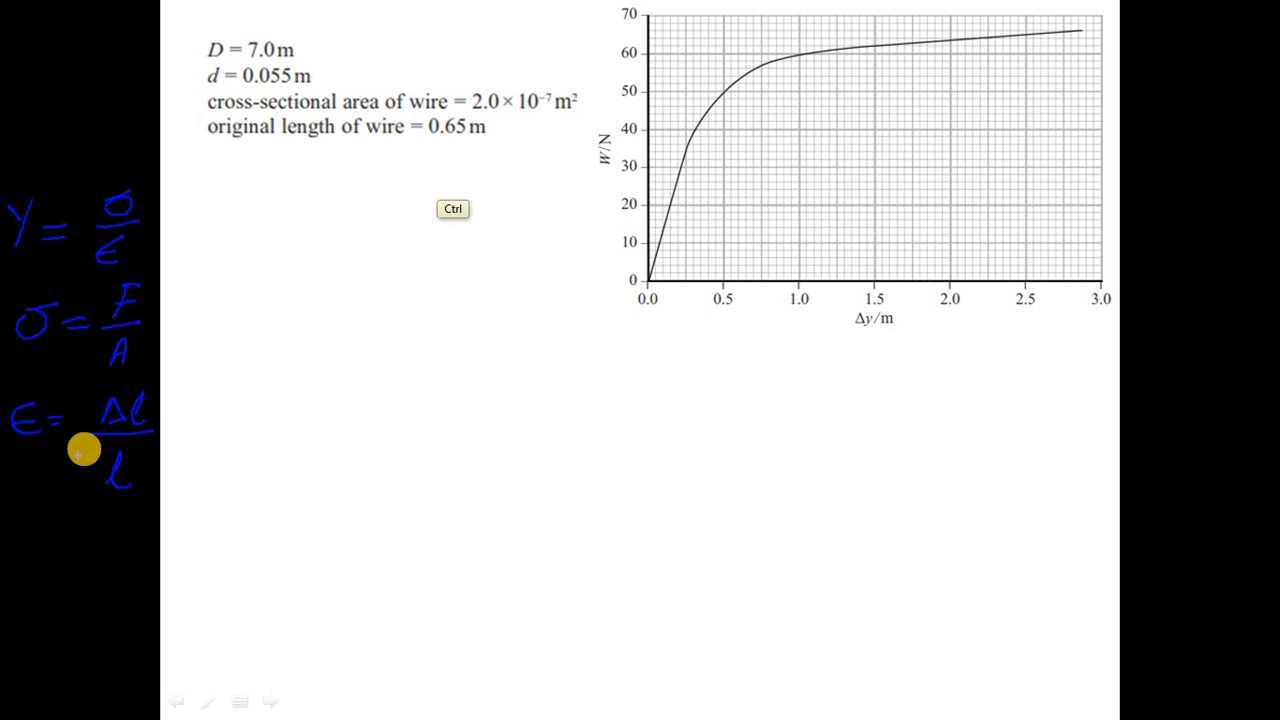 D = 7.0 m
d = 0.055 m
cross-sectional area of wire = 2.0 × 10⁻⁷ m²
original length of wire = 0.65 m
Ctrl
Y = σ/ϵ
σ = F/A
ϵ = Δl/l
70
60
50
40
30
20
10
0
W/N
0.0 0.5 1.0 1.5 2.0 2.5 3.0
Δy/m